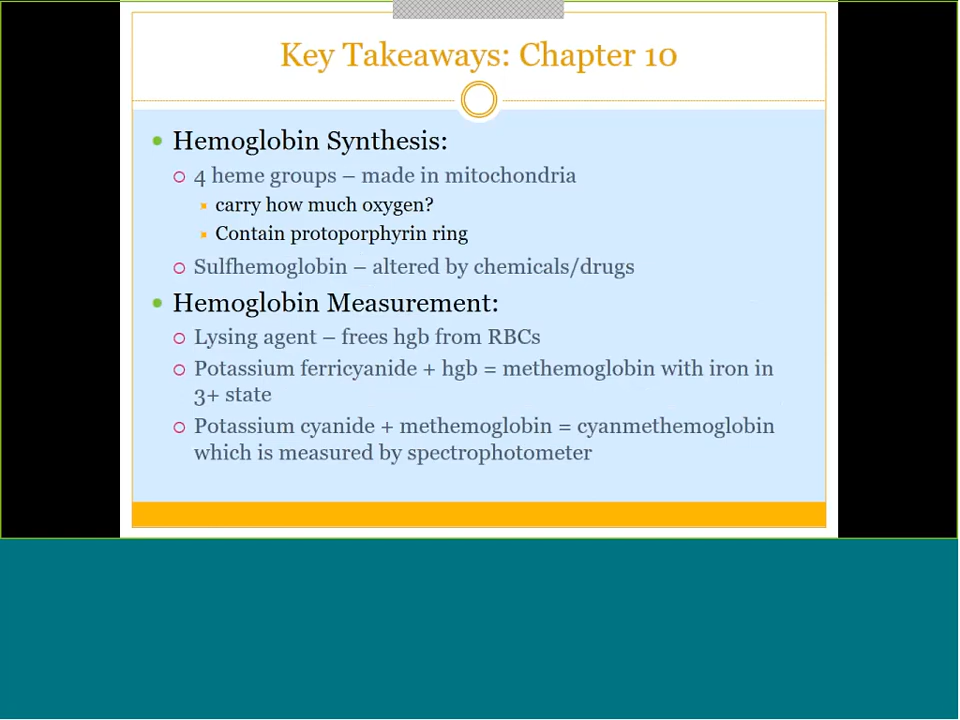 Key Takeaways: Chapter 10
Hemoglobin Synthesis:
4 heme groups – made in mitochondria
carry how much oxygen?
Contain protoporphyrin ring
Sulfhemoglobin – altered by chemicals/drugs
Hemoglobin Measurement:
Lysing agent – frees hgb from RBCs
Potassium ferricyanide + hgb = methemoglobin with iron in
3+ state
Potassium cyanide + methemoglobin = cyanmethemoglobin
which is measured by spectrophotometer